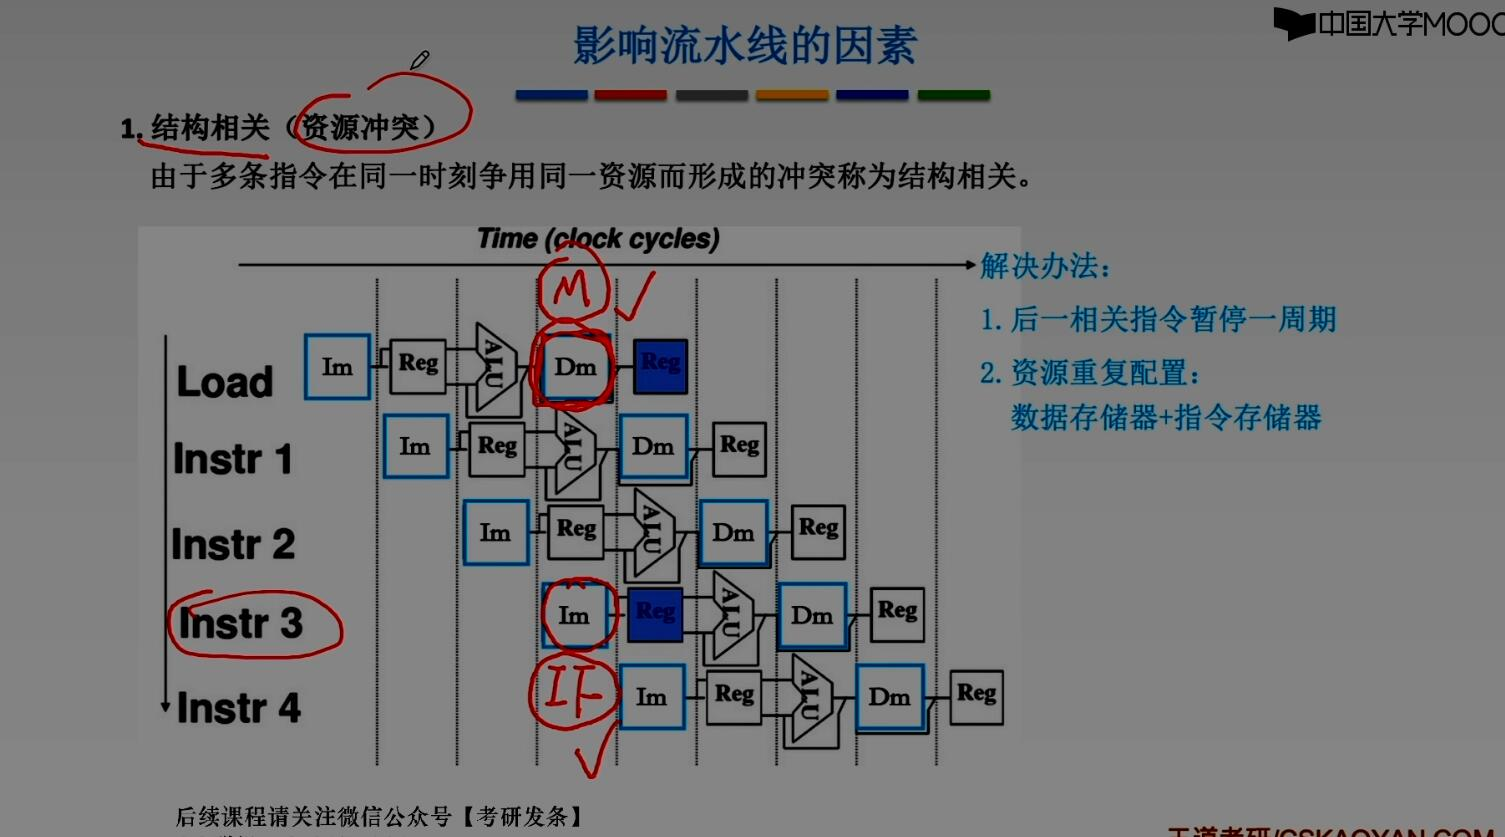 中国大学MOOC
影响流水线的因素
1. 结构相关（资源冲突）
由于多条指令在同一时刻争用同一资源而形成的冲突称为结构相关。
Time (clock cycles)
M
Load
Im Reg ALU Dm Reg
Instr 1
Im Reg ALU Dm Reg
Instr 2
Im Reg ALU Dm Reg
Instr 3
Im Reg ALU Dm Reg
IF
Instr 4
Im Reg ALU Dm Reg
解决办法：
1. 后一相关指令暂停一周期
2. 资源重复配置：
数据存储器+指令存储器
后续课程请关注微信公众号【考研发条】
王道考研/CSKAOYAN.COM